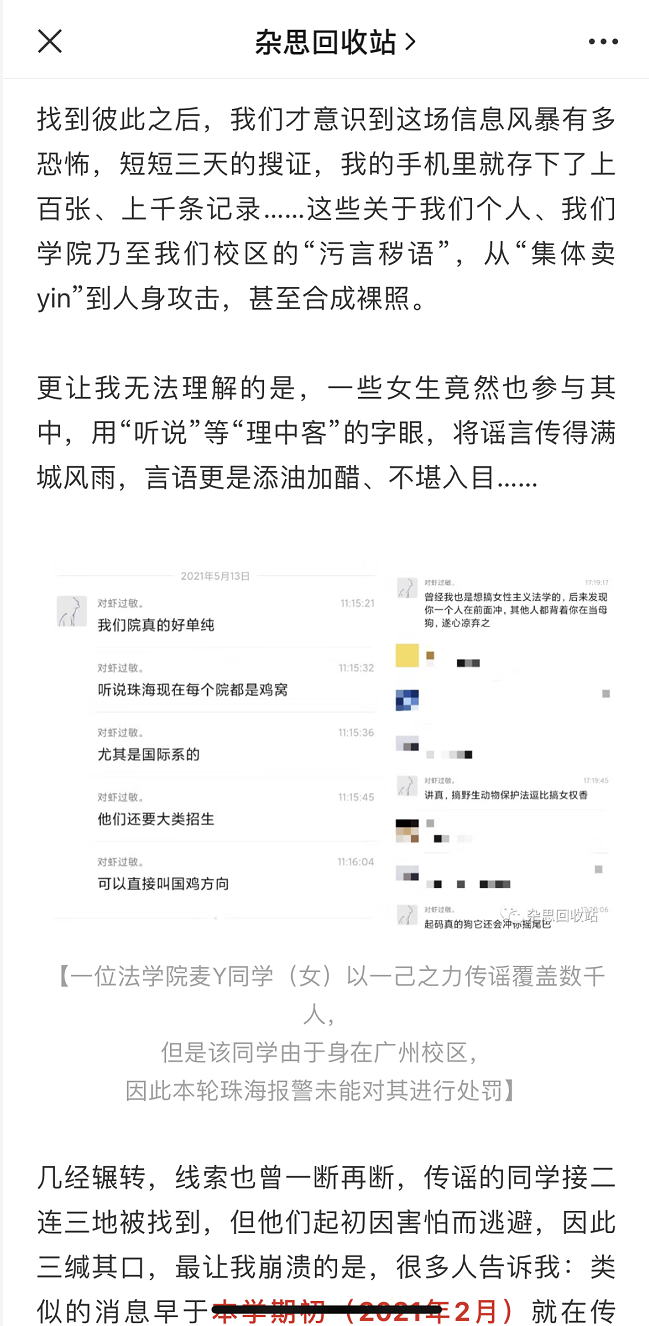 杂思回收站
找到彼此之后，我们才意识到这场信息风暴有多
恐怖，短短三天的搜证，我的手机里就存下了上
百张、上千条记录……这些关于我们个人、我们
学院乃至我们校区的“污言秽语”，从“集体卖
yin”到人身攻击，甚至合成裸照。
更让我无法理解的是，一些女生竟然也参与其
中，用“听说”等“理中客”的字眼，将谣言传得满
城风雨，言语更是添油加醋、不堪入目……
2021年5月13日
对虾过敏。 11:15:21
我们院真的好单纯
对虾过敏。 11:15:32
听说珠海现在每个院都是鸡窝
对虾过敏。 11:15:36
尤其是国际系的
对虾过敏。 11:15:45
他们还要大类招生
对虾过敏。 11:16:04
可以直接叫国鸡方向
对虾过敏。 17:19:17
曾经我也是想搞女性主义法学的，后来发现
你一个人在前面冲，其他人都背着你在当母
狗，遂心凉弃之
对虾过敏。 17:19:45
讲真，搞野生动物保护法逗比搞女权香
对虾过敏。
杂思回收站
起码真的狗它还会冲你摇尾巴
【一位法学院麦Y同学（女）以一己之力传谣覆盖数千
人，
但是该同学由于身在广州校区，
因此本轮珠海报警未能对其进行处罚】
几经辗转，线索也曾一断再断，传谣的同学接二
连三地被找到，但他们起初因害怕而逃避，因此
三缄其口，最让我崩溃的是，很多人告诉我：类
似的消息早于本学期初（2021年2月）就在传